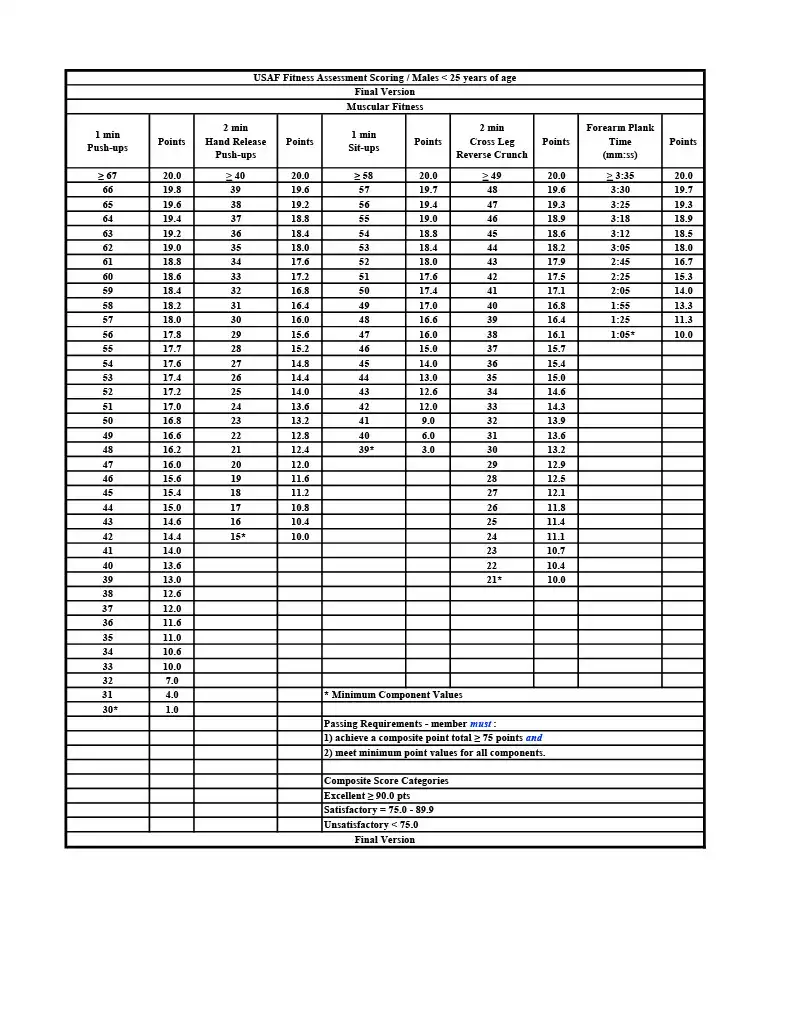 USAF Fitness Assessment Scoring / Males < 25 years of age
Final Version
Muscular Fitness
1 min Push-ups Points 2 min Hand Release Push-ups Points 1 min Sit-ups Points 2 min Cross Leg Reverse Crunch Points Forearm Plank Time (mm:ss) Points
≥ 67 20.0 ≥ 40 20.0 ≥ 58 20.0 ≥ 49 20.0 ≥ 3:35 20.0
66 19.8 39 19.6 57 19.7 48 19.6 3:30 19.7
65 19.6 38 19.2 56 19.4 47 19.3 3:25 19.3
64 19.4 37 18.8 55 19.0 46 18.9 3:18 18.9
63 19.2 36 18.4 54 18.8 45 18.6 3:12 18.5
62 19.0 35 18.0 53 18.4 44 18.2 3:05 18.0
61 18.8 34 17.6 52 18.0 43 17.9 2:45 16.7
60 18.6 33 17.2 51 17.6 42 17.5 2:25 15.3
59 18.4 32 16.8 50 17.4 41 17.1 2:05 14.0
58 18.2 31 16.4 49 17.0 40 16.8 1:55 13.3
57 18.0 30 16.0 48 16.6 39 16.4 1:25 11.3
56 17.8 29 15.6 47 16.0 38 16.1 1:05* 10.0
55 17.7 28 15.2 46 15.0 37 15.7
54 17.6 27 14.8 45 14.0 36 15.4
53 17.4 26 14.4 44 13.0 35 15.0
52 17.2 25 14.0 43 12.6 34 14.6
51 17.0 24 13.6 42 12.0 33 14.3
50 16.8 23 13.2 41 9.0 32 13.9
49 16.6 22 12.8 40 6.0 31 13.6
48 16.2 21 12.4 39* 3.0 30 13.2
47 16.0 20 12.0 29 12.9
46 15.6 19 11.6 28 12.5
45 15.4 18 11.2 27 12.1
44 15.0 17 10.8 26 11.8
43 14.6 16 10.4 25 11.4
42 14.4 15* 10.0 24 11.1
41 14.0 23 10.7
40 13.6 22 10.4
39 13.0 21* 10.0
38 12.6
37 12.0
36 11.6
35 11.0
34 10.6
33 10.0
32 7.0
31 4.0 * Minimum Component Values
30* 1.0
Passing Requirements - member must :
1) achieve a composite point total ≥ 75 points and
2) meet minimum point values for all components.
Composite Score Categories
Excellent ≥ 90.0 pts
Satisfactory = 75.0 - 89.9
Unsatisfactory < 75.0
Final Version